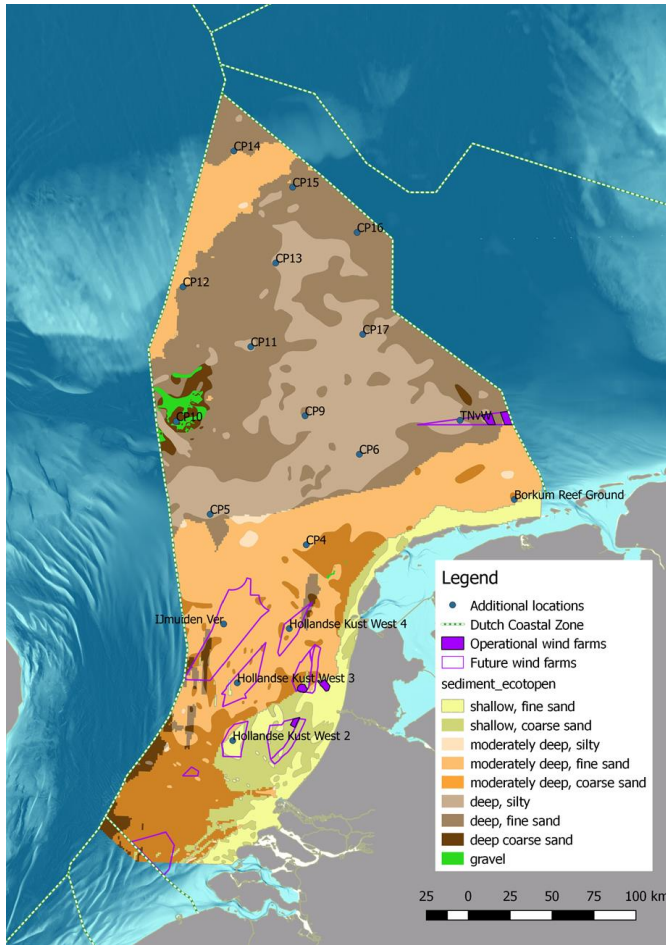 CP14
CP15
CP16
CP13
CP12
CP17
CP11
CP10
CP9
TNvW
CP6
Borkum Reef Ground
CP5
CP4
IJmuiden Ver
Hollandse Kust West 4
Hollandse Kust West 3
Hollandse Kust West 2
Legend
Additional locations
Dutch Coastal Zone
Operational wind farms
Future wind farms
sediment_ecotopen
shallow, fine sand
shallow, coarse sand
moderately deep, silty
moderately deep, fine sand
moderately deep, coarse sand
deep, silty
deep, fine sand
deep coarse sand
gravel
25 0 25 50 75 100 km